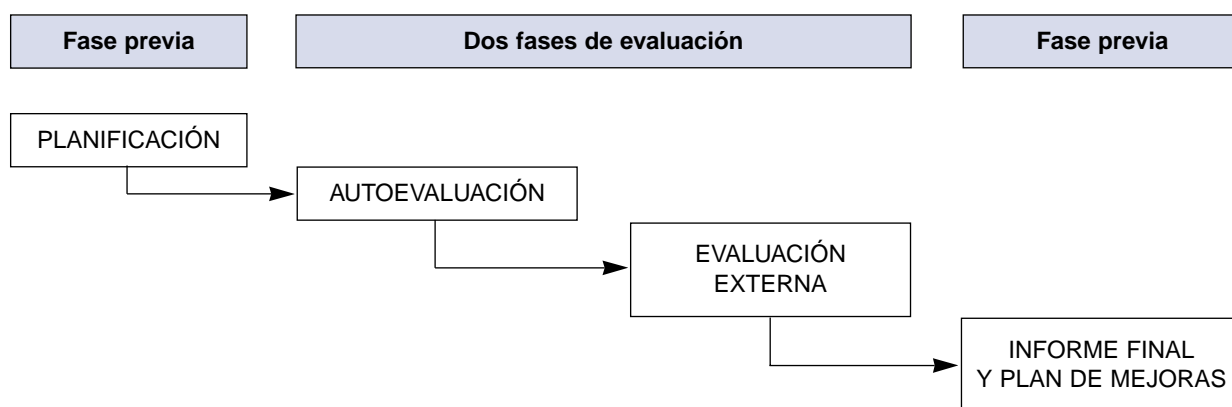 Fase previa
Dos fases de evaluación
Fase previa
PLANIFICACIÓN
AUTOEVALUACIÓN
EVALUACIÓN
EXTERNA
INFORME FINAL
Y PLAN DE MEJORAS